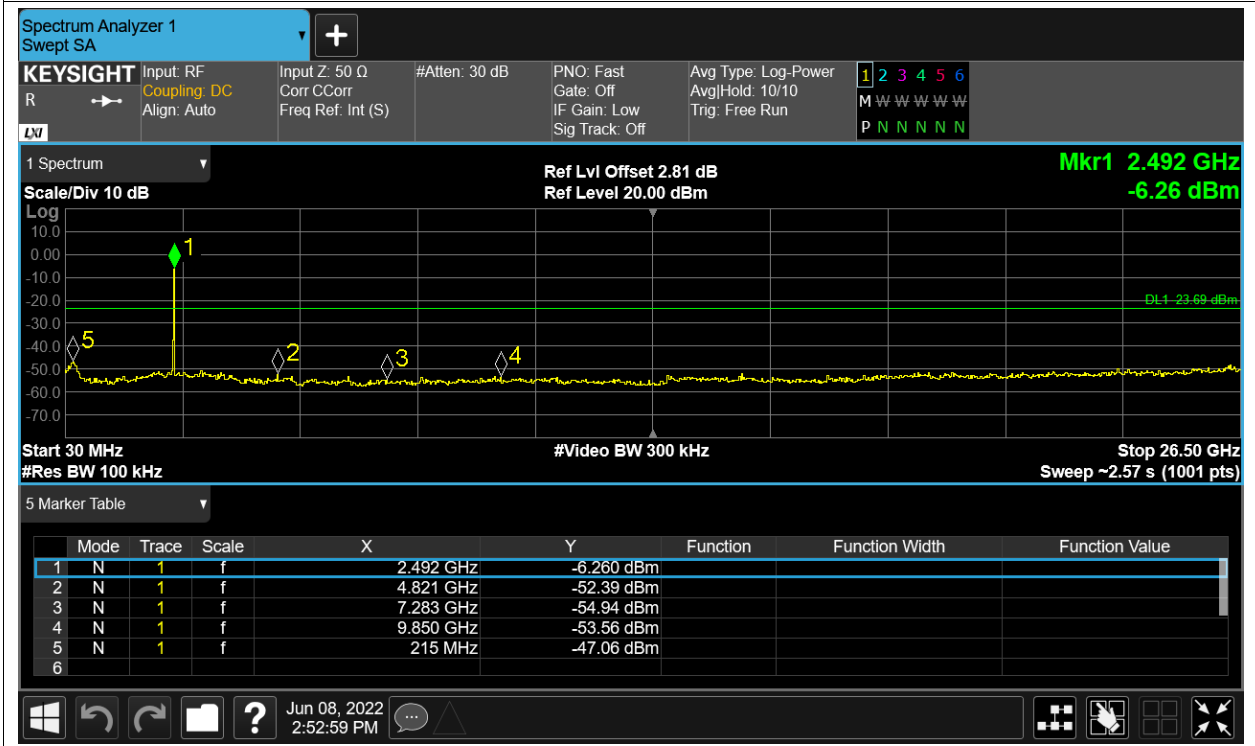 Spectrum Analyzer 1
Swept SA
+
KEYSIGHT
R
LXI
Input: RF
Coupling: DC
Align: Auto
Input Z: 50 Ω
Corr CCorr
Freq Ref: Int (S)
#Atten: 30 dB
PNO: Fast
Gate: Off
IF Gain: Low
Sig Track: Off
Avg Type: Log-Power
Avg|Hold: 10/10
Trig: Free Run
1 2 3 4 5 6
M W W W W W
P N N N N N
1 Spectrum
Scale/Div 10 dB
Ref Lvl Offset 2.81 dB
Ref Level 20.00 dBm
Mkr1 2.492 GHz
-6.26 dBm
Log
10.0
0.00
-10.0
-20.0
-30.0
-40.0
-50.0
-60.0
-70.0
1
5
2
3
4
DL1 -23.69 dBm
Start 30 MHz
#Video BW 300 kHz
Stop 26.50 GHz
#Res BW 100 kHz
Sweep ~2.57 s (1001 pts)
5 Marker Table
Mode Trace Scale X Y Function Function Width Function Value
1 N 1 f 2.492 GHz -6.260 dBm
2 N 1 f 4.821 GHz -52.39 dBm
3 N 1 f 7.283 GHz -54.94 dBm
4 N 1 f 9.850 GHz -53.56 dBm
5 N 1 f 215 MHz -47.06 dBm
6
?
Jun 08, 2022
2:52:59 PM